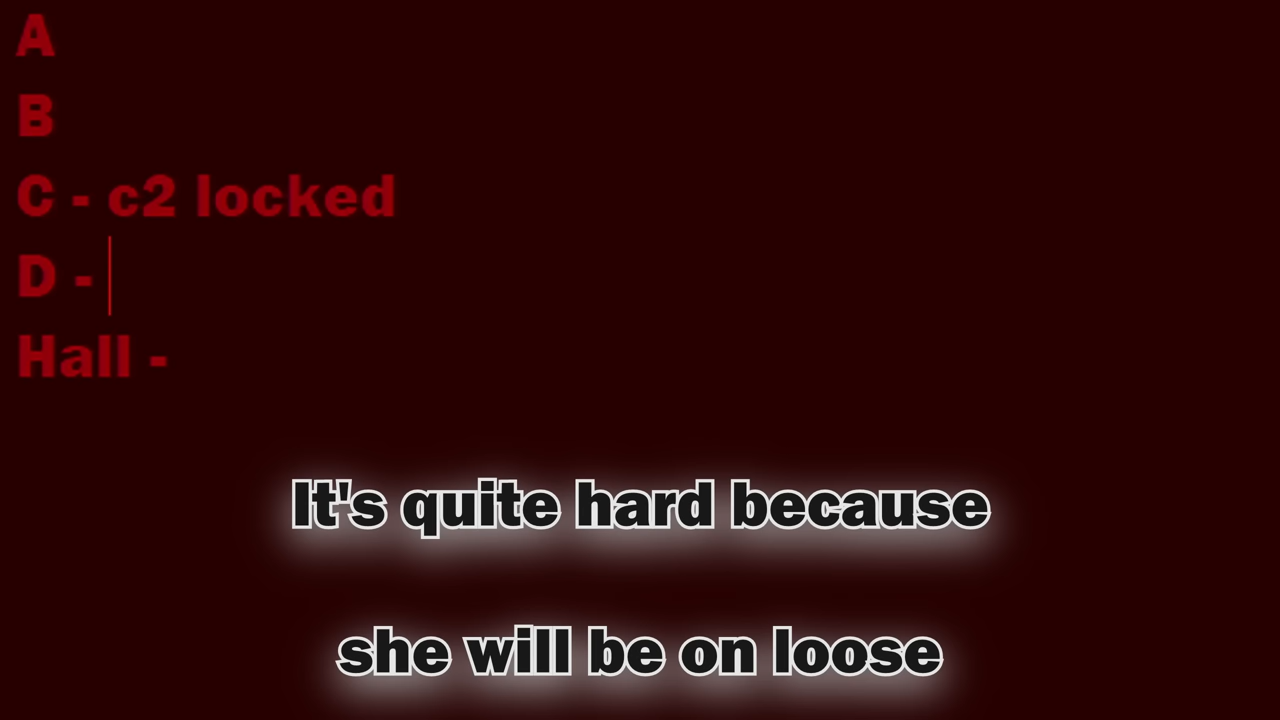 A
B
C - c2 locked
D -
Hall -
It's quite hard because
she will be on loose